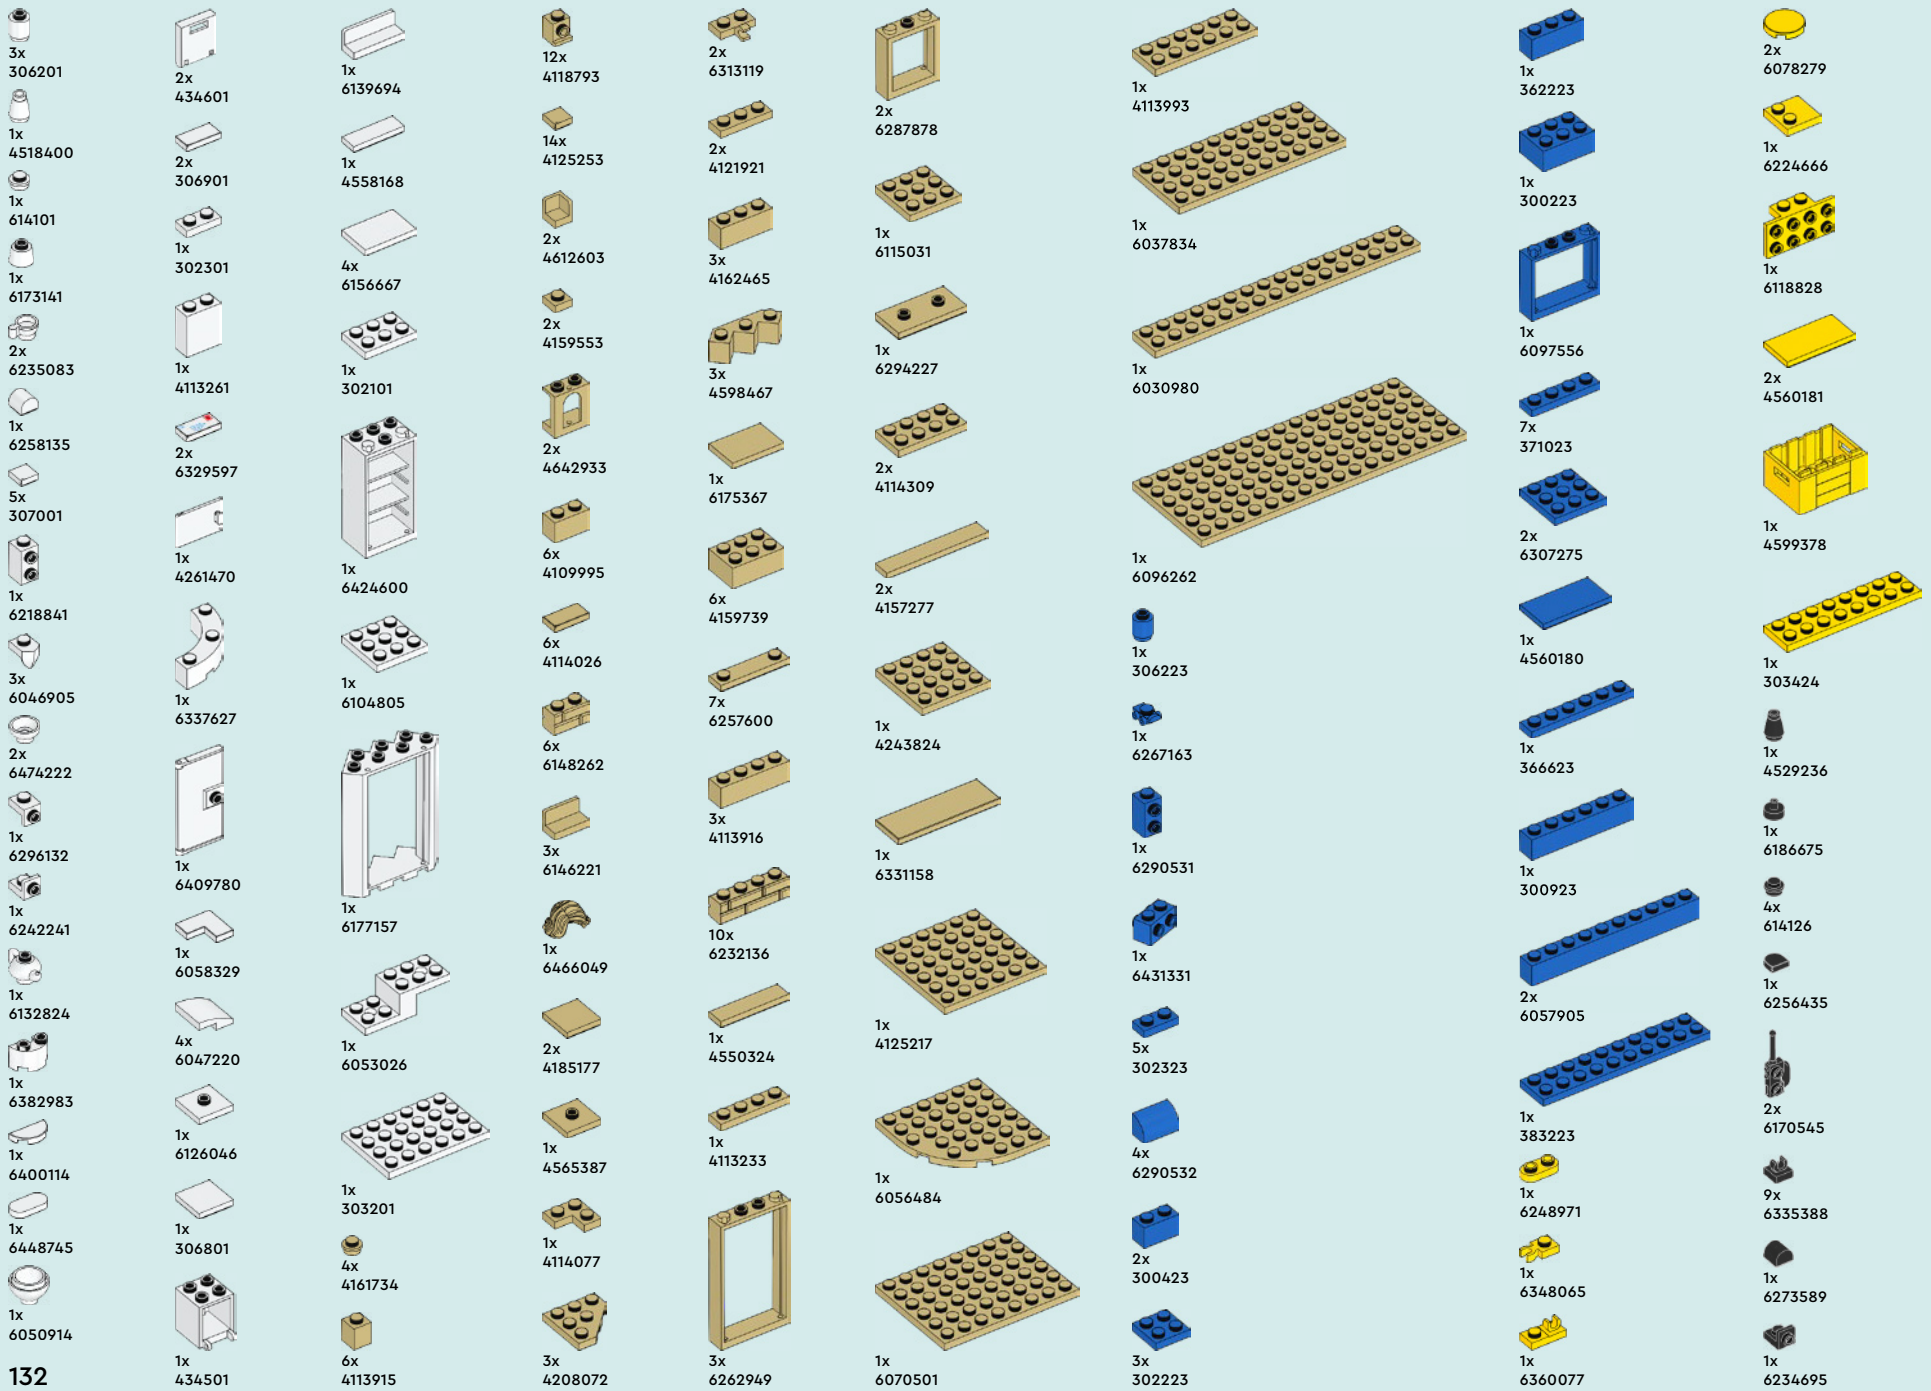 3x
306201
1x
4518400
1x
614101
1x
6173141
2x
6235083
1x
6258135
5x
307001
1x
6218841
3x
6046905
2x
6474222
1x
6296132
1x
6242241
1x
6132824
1x
6382983
1x
6400114
1x
6448745
1x
6050914
132
2x
434601
2x
306901
1x
302301
1x
4113261
2x
6329597
1x
4261470
1x
6337627
1x
6409780
1x
6058329
4x
6047220
1x
6126046
1x
306801
1x
434501
1x
6139694
1x
4558168
4x
6156667
1x
302101
1x
6424600
1x
6104805
1x
6177157
1x
6053026
1x
303201
4x
4161734
6x
4113915
12x
4118793
14x
4125253
2x
4612603
2x
4159553
2x
4642933
6x
4109995
6x
4114026
6x
6148262
3x
6146221
1x
6466049
2x
4185177
1x
4565387
1x
4114077
3x
4208072
2x
6313119
2x
4121921
3x
4162465
3x
4598467
1x
6175367
6x
4159739
7x
6257600
3x
4113916
10x
6232136
1x
4550324
1x
4113233
3x
6262949
2x
6287878
1x
6115031
1x
6294227
2x
4114309
2x
4157277
1x
4243824
1x
6331158
1x
4125217
1x
6056484
1x
6070501
1x
4113993
1x
6037834
1x
6030980
1x
6096262
1x
306223
1x
6267163
1x
6290531
1x
6431331
5x
302323
4x
6290532
2x
300423
3x
302223
1x
362223
1x
300223
1x
6097556
7x
371023
2x
6307275
1x
4560180
1x
366623
1x
300923
2x
6057905
1x
383223
1x
6248971
1x
6348065
1x
6360077
2x
6078279
1x
6224666
1x
6118828
2x
4560181
1x
4599378
1x
303424
1x
4529236
1x
6186675
4x
614126
1x
6256435
2x
6170545
9x
6335388
1x
6273589
1x
6234695